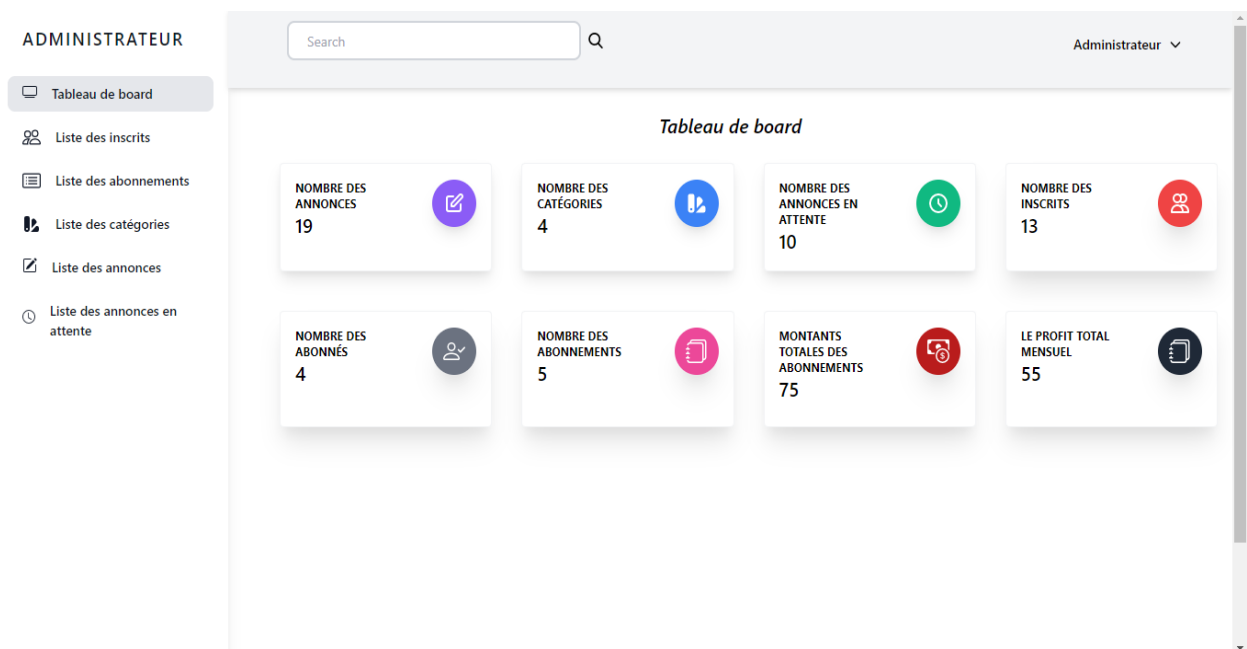 ADMINISTRATEUR
Search
Administrateur
Tableau de board
Liste des inscrits
Liste des abonnements
Liste des catégories
Liste des annonces
Liste des annonces en
attente
Tableau de board
NOMBRE DES
ANNONCES
19
NOMBRE DES
CATÉGORIES
4
NOMBRE DES
ANNONCES EN
ATTENTE
10
NOMBRE DES
INSCRITS
13
NOMBRE DES
ABONNÉS
4
NOMBRE DES
ABONNEMENTS
5
MONTANTS
TOTALES DES
ABONNEMENTS
75
LE PROFIT TOTAL
MENSUEL
55